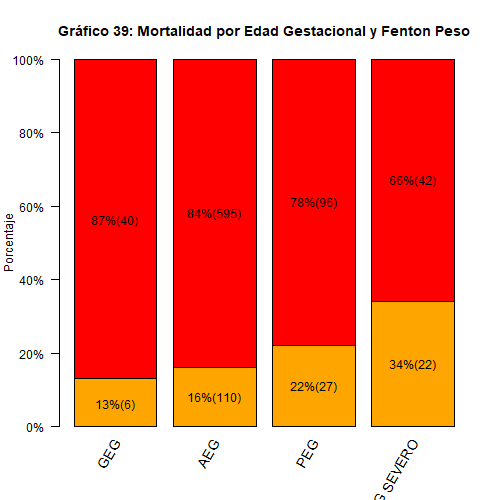 Gráfico 39: Mortalidad por Edad Gestacional y Fenton Peso
Porcentaje
100%
80%
60%
40%
20%
0%
87%(40)
84%(595)
78%(96)
66%(42)
13%(6)
16%(110)
22%(27)
34%(22)
GEG
AEG
PEG
G SEVERO